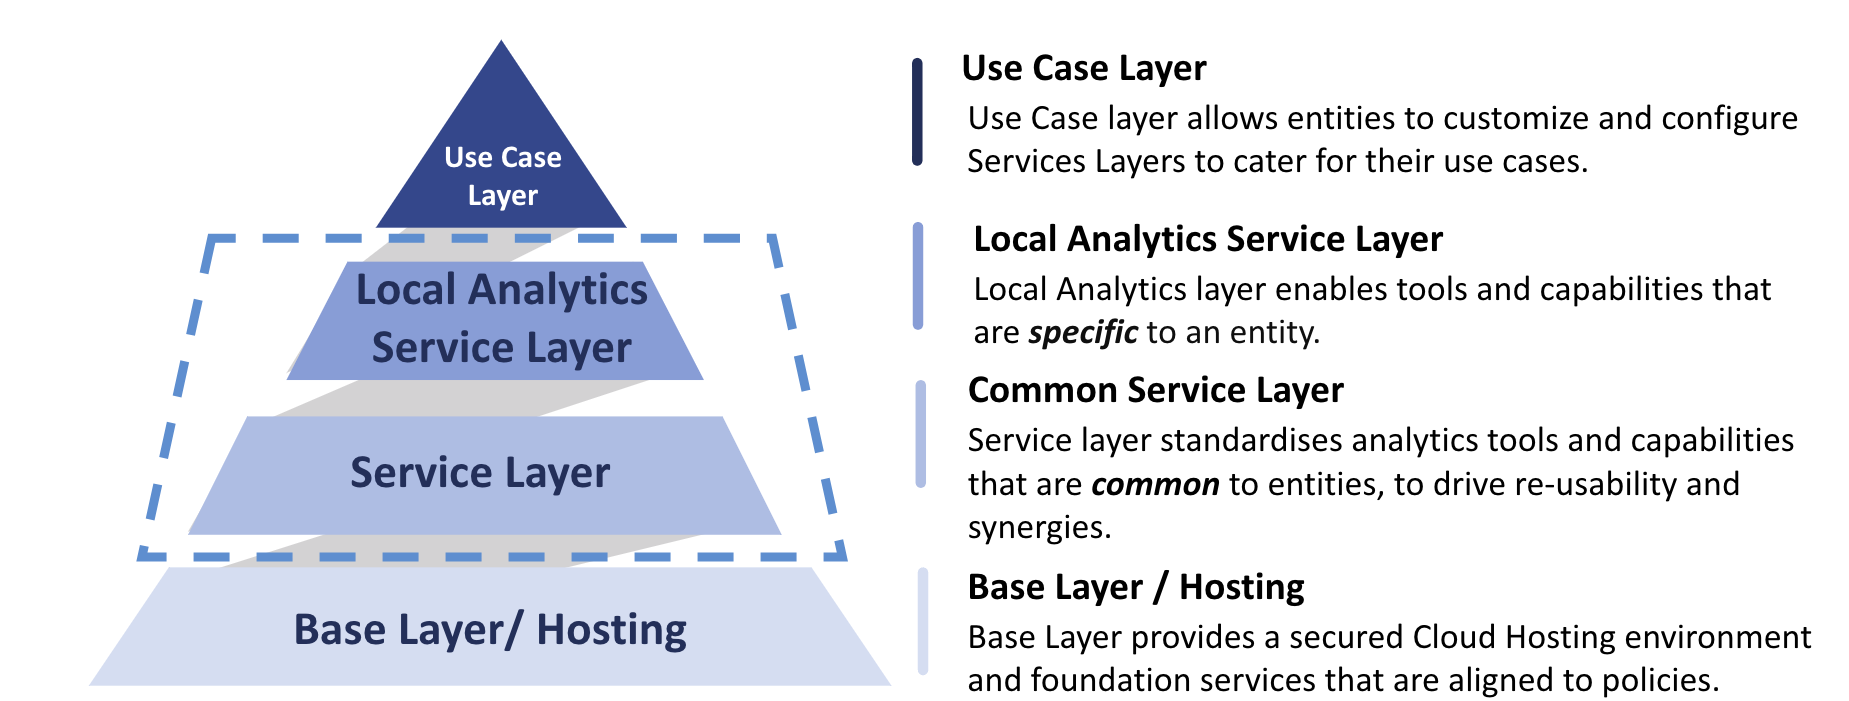 Use Case
Layer
Local Analytics
Service Layer
Service Layer
Base Layer/ Hosting
Use Case Layer
Use Case layer allows entities to customize and configure
Services Layers to cater for their use cases.
Local Analytics Service Layer
Local Analytics layer enables tools and capabilities that
are specific to an entity.
Common Service Layer
Service layer standardises analytics tools and capabilities
that are common to entities, to drive re-usability and
synergies.
Base Layer / Hosting
Base Layer provides a secured Cloud Hosting environment
and foundation services that are aligned to policies.